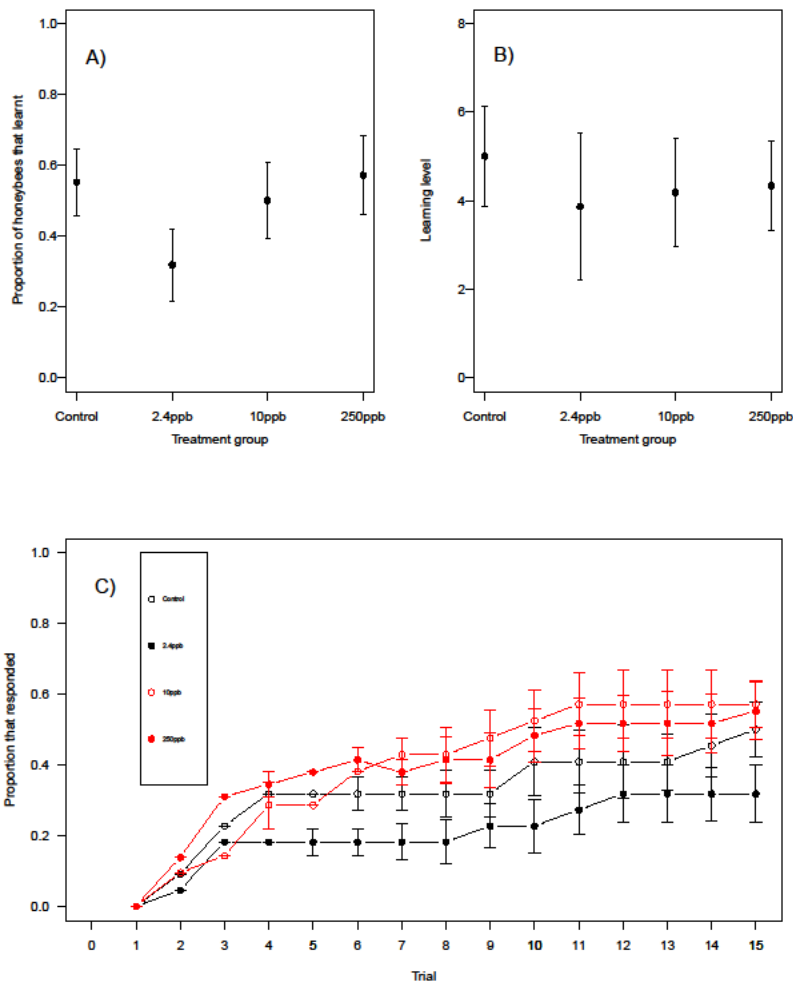 A)
Proportion of honeybees that learnt
1.0
0.8
0.6
0.4
0.2
0.0
Control 2.4ppb 10ppb 250ppb
Treatment group
B)
Learning level
8
6
4
2
0
Control 2.4ppb 10ppb 250ppb
Treatment group
C)
Proportion that responded
1.0
0.8
0.6
0.4
0.2
0.0
Control
2.4ppb
10ppb
250ppb
0 1 2 3 4 5 6 7 8 9 10 11 12 13 14 15
Trial